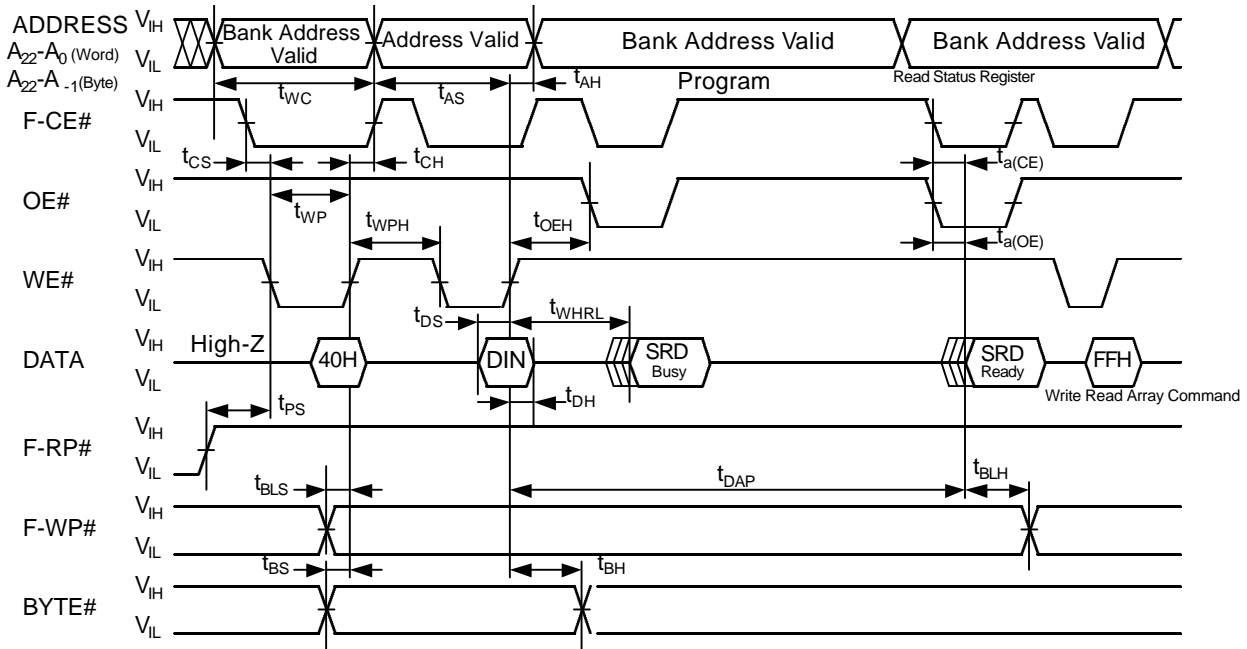 ADDRESS VIH Bank Address Valid Address Valid Bank Address Valid Bank Address Valid
A22-A0 (Word) VIL
A22-A-1(Byte) tWC tAS tAH Program Read Status Register
F-CE# VIH
VIL
tCS tCH ta(CE)
OE# VIH
VIL
tWP tWPH tOEH ta(OE)
WE# VIH
VIL
tDS tWHRL
DATA VIH High-Z 40H DIN SRD Busy SRD Ready FFH
VIL
tPS tDH Write Read Array Command
F-RP# VIH
VIL
tBLS tDAP tBLH
F-WP# VIH
VIL
tBS tBH
BYTE# VIH
VIL